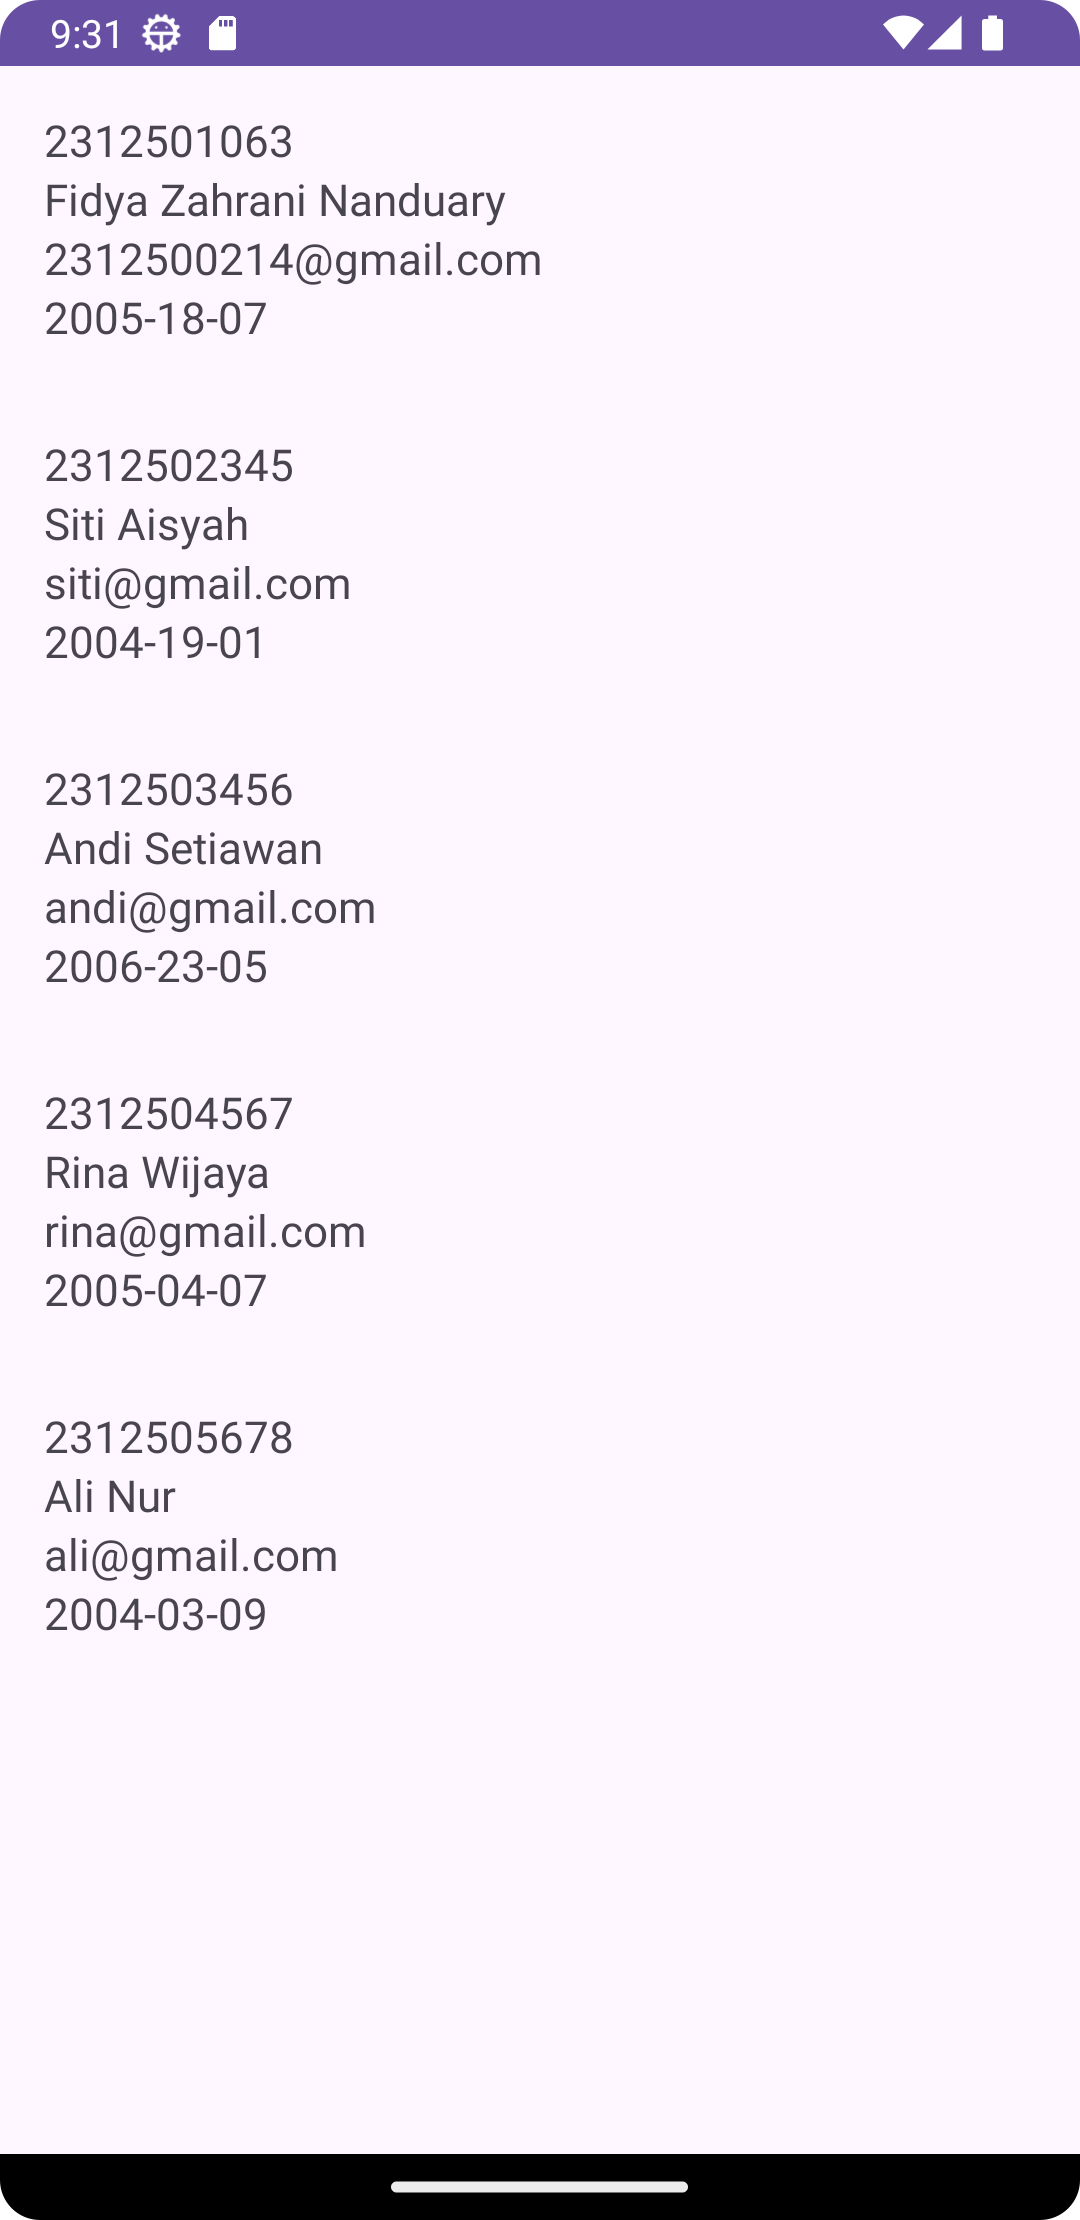 9:31
2312501063
Fidya Zahrani Nanduary
2312500214@gmail.com
2005-18-07
2312502345
Siti Aisyah
siti@gmail.com
2004-19-01
2312503456
Andi Setiawan
andi@gmail.com
2006-23-05
2312504567
Rina Wijaya
rina@gmail.com
2005-04-07
2312505678
Ali Nur
ali@gmail.com
2004-03-09